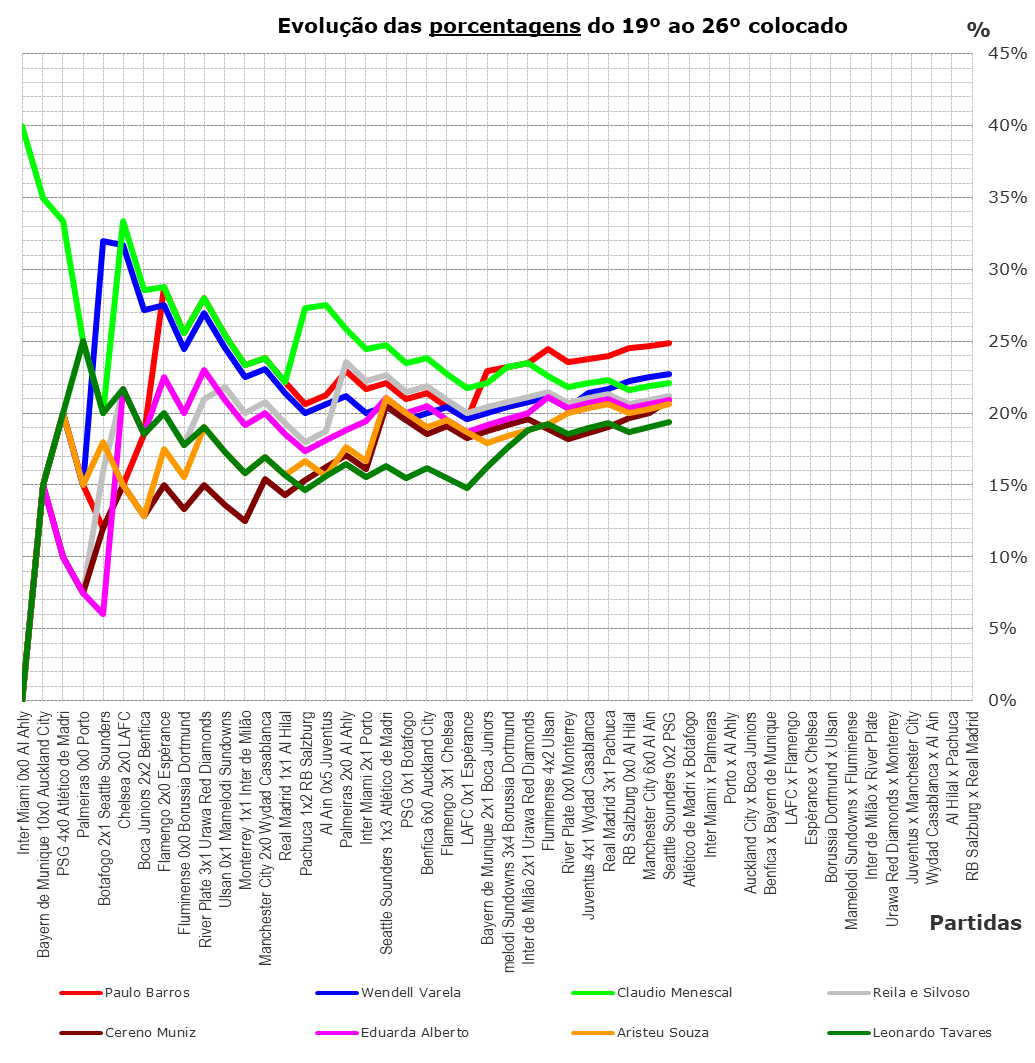 Evolução das porcentagens do 19º ao 26º colocado
%
45%
40%
35%
30%
25%
20%
15%
10%
5%
0%
Inter Miami 0x0 Al Ahly
Bayern de Munique 10x0 Auckland City
PSG 4x0 Atlético de Madri
Palmeiras 0x0 Porto
Botafogo 2x1 Seattle Sounders
Chelsea 2x0 LAFC
Boca Juniors 2x2 Benfica
Flamengo 2x0 Espérance
Fluminense 0x0 Borussia Dortmund
River Plate 3x1 Urawa Red Diamonds
Ulsan 0x1 Mamelodi Sundowns
Monterrey 1x1 Inter de Milão
Manchester City 2x0 Wydad Casablanca
Real Madrid 1x1 Al Hilal
Pachuca 1x2 RB Salzburg
Al Ain 0x5 Juventus
Palmeiras 2x0 Al Ahly
Inter Miami 2x1 Porto
Seattle Sounders 1x3 Atlético de Madri
PSG 0x1 Botafogo
Benfica 6x0 Auckland City
Flamengo 3x1 Chelsea
LAFC 0x1 Espérance
Bayern de Munique 2x1 Boca Juniors
melodi Sundowns 3x4 Borussia Dortmund
Inter de Milão 2x1 Urawa Red Diamonds
Fluminense 4x2 Ulsan
River Plate 0x0 Monterrey
Juventus 4x1 Wydad Casablanca
Real Madrid 3x1 Pachuca
RB Salzburg 0x0 Al Hilal
Manchester City 6x0 Al Ain
Seattle Sounders 0x2 PSG
Atlético de Madri x Botafogo
Inter Miami x Palmeiras
Porto x Al Ahly
Auckland City x Boca Juniors
Benfica x Bayern de Munique
LAFC x Flamengo
Espérance x Chelsea
Borussia Dortmund x Ulsan
Mamelodi Sundowns x Fluminense
Inter de Milão x River Plate
Urawa Red Diamonds x Monterrey
Juventus x Manchester City
Wydad Casablanca x Al Ain
Al Hilal x Pachuca
RB Salzburg x Real Madrid
Partidas
Paulo Barros
Wendell Varela
Claudio Menescal
Reila e Silvoso
Cereno Muniz
Eduarda Alberto
Aristeu Souza
Leonardo Tavares